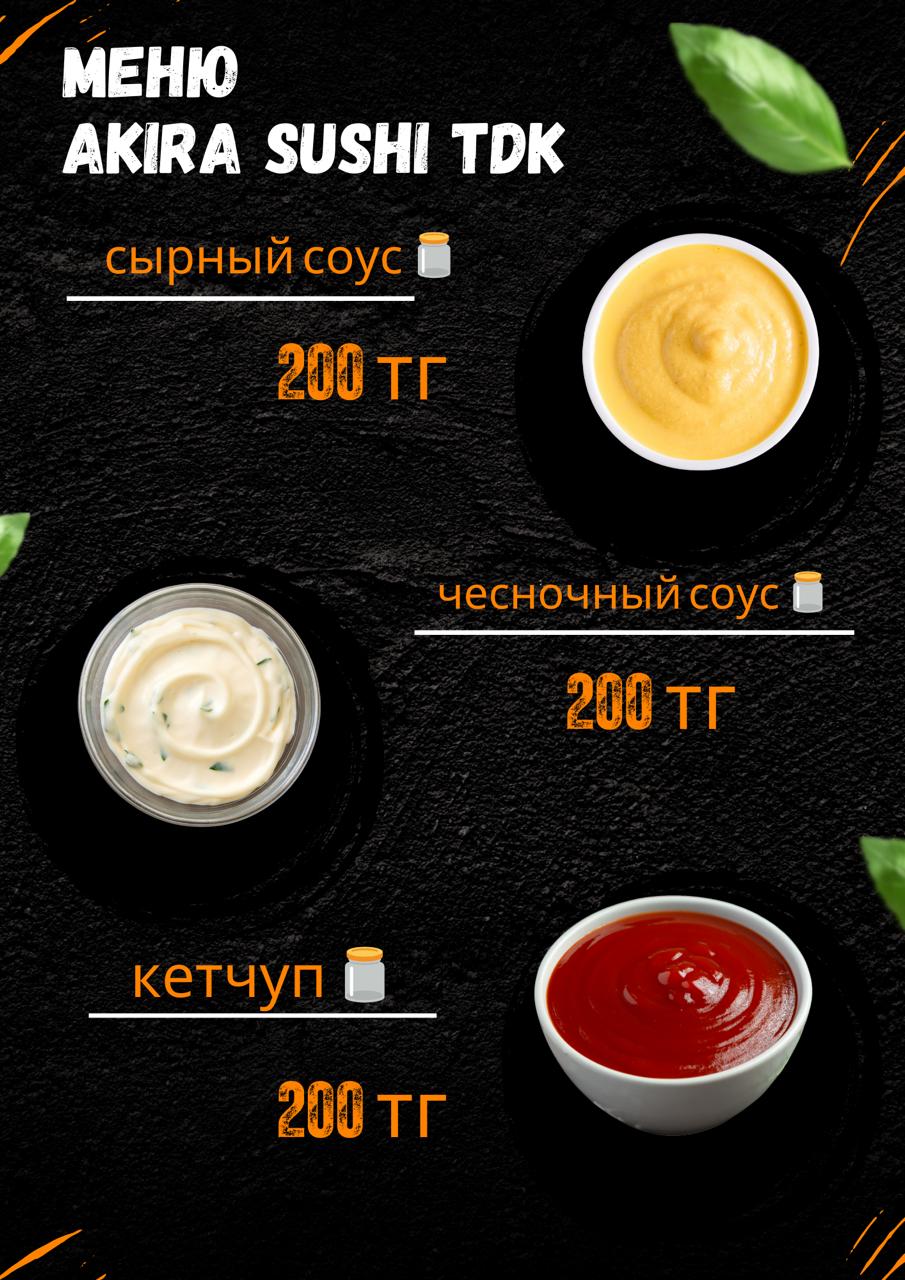 МЕНЮ
AKIRA SUSHI TDK
сырный соус
200 ТГ
чесночный соус
200 ТГ
кетчуп
200 ТГ